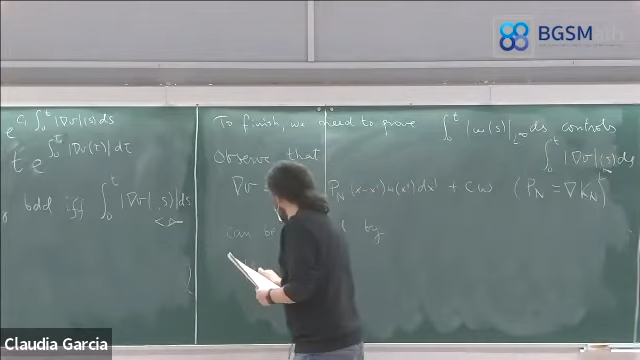 BGSM
e^{c_1 ∫_0^t |∇v|(s) ds}
t e^{∫_0^t |∇v(τ)| dτ}
bdd iff ∫_0^t |∇v(·,s)| ds
To finish, we need to prove ∫_0^t |ω(s)|_{L^∞} ds controls
∫_0^t |∇v(s)| ds
Observe that
∇v = P_N (x-x') ω(x') dx' + cω (P_N = ∇K_N)
can be by
Claudia Garcia